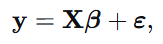 y = Xβ + ε,